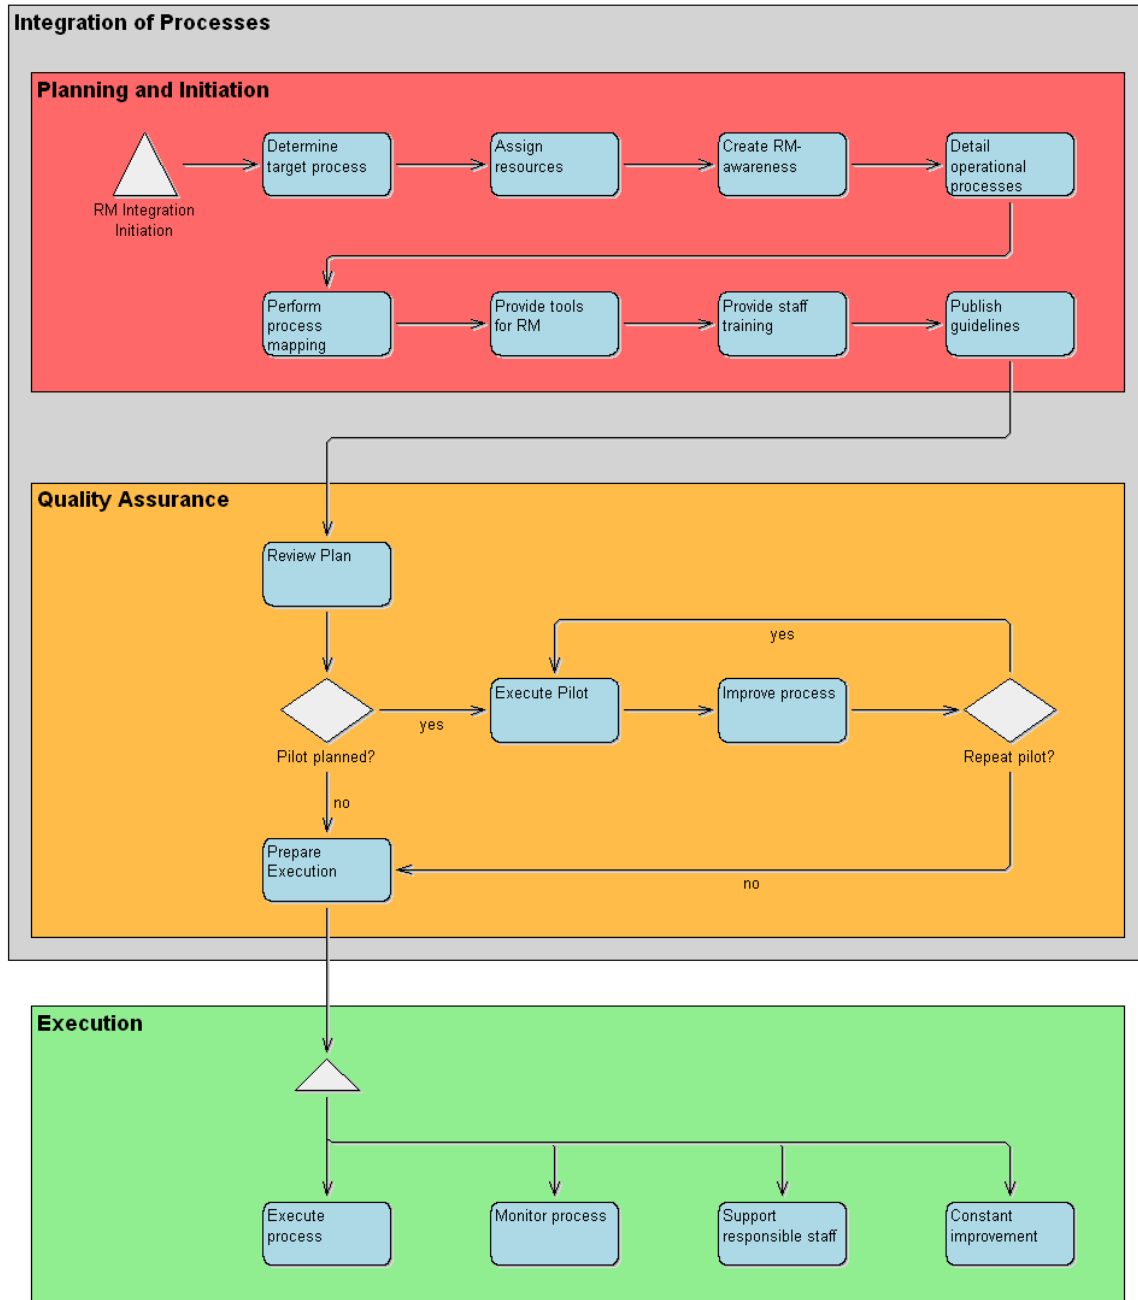 Integration of Processes
Planning and Initiation
Determine
target process
Assign
resources
Create RM-
awareness
Detail
operational
processes
RM Integration
Initiation
Perform
process
mapping
Provide tools
for RM
Provide staff
training
Publish
guidelines
Quality Assurance
Review Plan
yes
Execute Pilot
Improve process
yes
Pilot planned?
Repeat pilot?
no
Prepare
Execution
no
Execution
Execute
process
Monitor process
Support
responsible staff
Constant
improvement